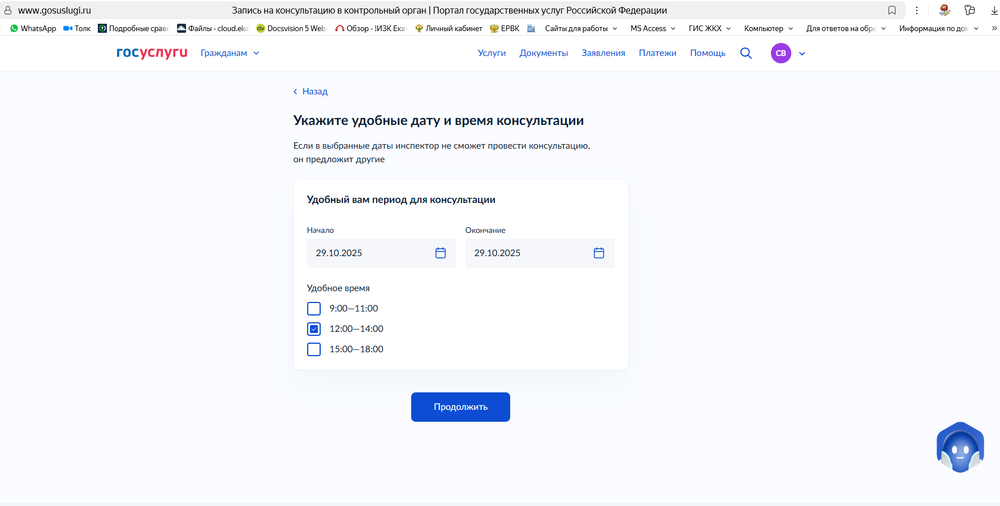 www.gosuslugi.ru
Запись на консультацию в контрольный орган | Портал государственных услуг Российской Федерации
WhatsApp Толк Подробные срав Файлы - cloud.eka Docsvision 5 Web- Обзор - !ИЗК Ека Личный кабинет ЕРВК Сайты для работы MS Access ГИС ЖКХ Компьютер Для ответов на обра Информация по дом »
госуслуги Гражданам Услуги Документы Заявления Платежи Помощь СВ
Назад
Укажите удобные дату и время консультации
Если в выбранные даты инспектор не сможет провести консультацию,
он предложит другие
Удобный вам период для консультации
Начало Окончание
29.10.2025 29.10.2025
Удобное время
9:00—11:00
12:00—14:00
15:00—18:00
Продолжить